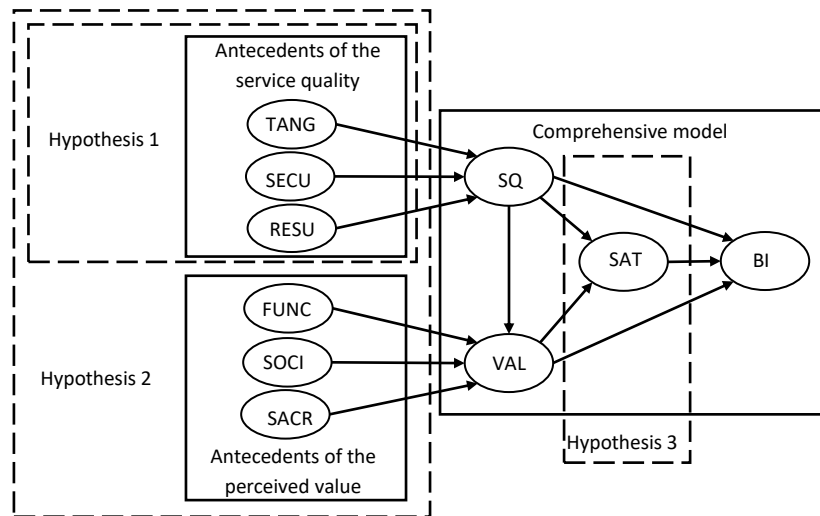 Antecedents of the
service quality
Hypothesis 1
TANG
SECU
RESU
Comprehensive model
SQ
SAT
BI
FUNC
SOCI
SACR
VAL
Hypothesis 2
Hypothesis 3
Antecedents of the
perceived value